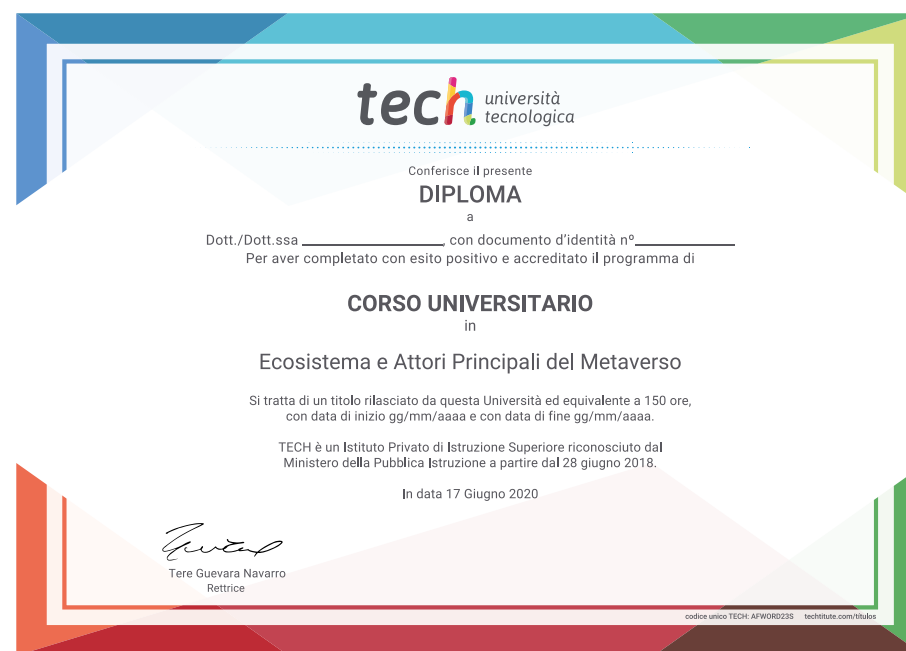 tech università
tecnologica
Conferisce il presente
DIPLOMA
a
Dott./Dott.ssa ____________________, con documento d'identità nº______________
Per aver completato con esito positivo e accreditato il programma di
CORSO UNIVERSITARIO
in
Ecosistema e Attori Principali del Metaverso
Si tratta di un titolo rilasciato da questa Università ed equivalente a 150 ore,
con data di inizio gg/mm/aaaa e con data di fine gg/mm/aaaa.
TECH è un Istituto Privato di Istruzione Superiore riconosciuto dal
Ministero della Pubblica Istruzione a partire dal 28 giugno 2018.
In data 17 Giugno 2020
Tere Guevara Navarro
Rettrice
codice unico TECH: AFWORD23S techtitute.com/títulos